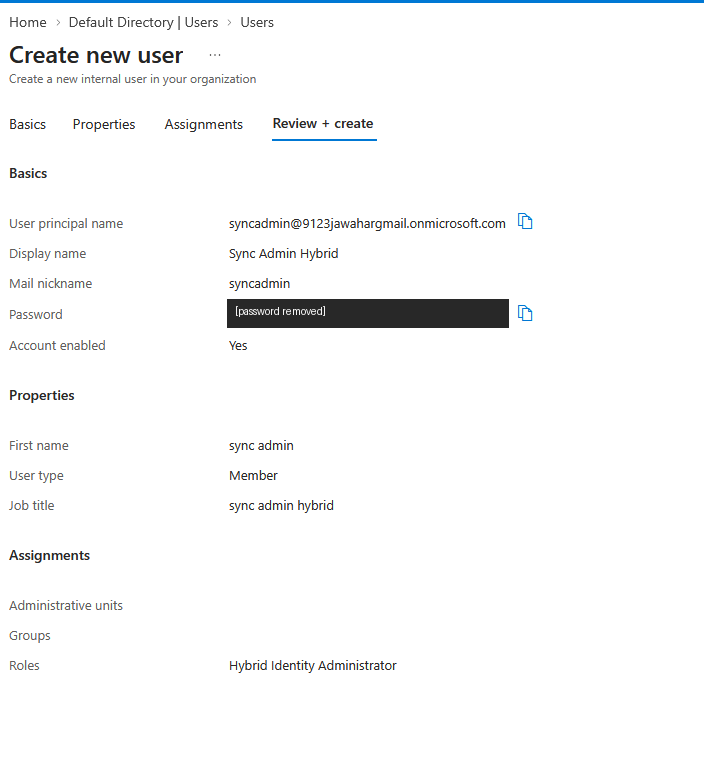 Home > Default Directory | Users > Users
Create new user ...
Create a new internal user in your organization
Basics Properties Assignments Review + create
Basics
User principal name syncadmin@9123jawahargmail.onmicrosoft.com
Display name Sync Admin Hybrid
Mail nickname syncadmin
Password [password removed]
Account enabled Yes
Properties
First name sync admin
User type Member
Job title sync admin hybrid
Assignments
Administrative units
Groups
Roles Hybrid Identity Administrator